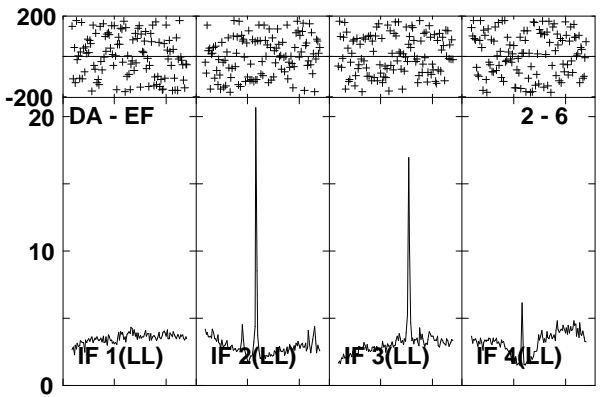 200
-200
20
DA - EF
2 - 6
10
IF 1(LL)
IF 2(LL)
IF 3(LL)
IF 4(LL)
0